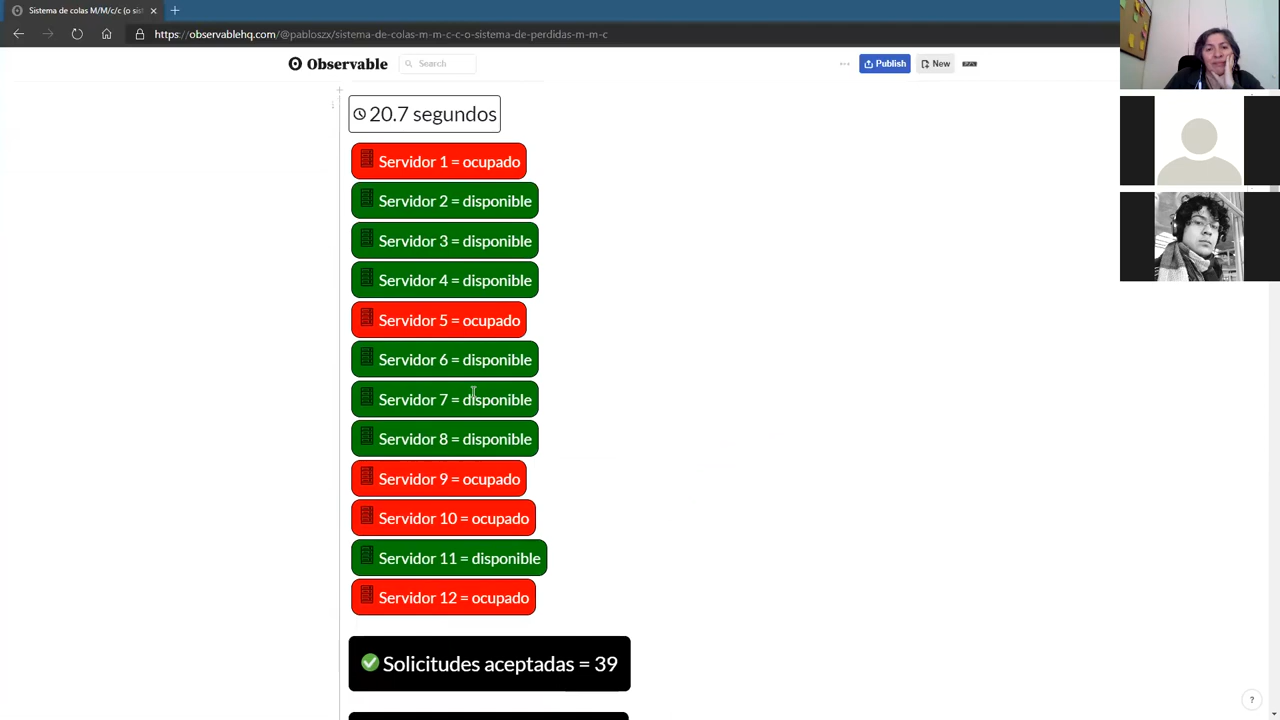 Sistema de colas M/M/c/c (o sist
https://observablehq.com/@pabloszx/sistema-de-colas-m-m-c-c-o-sistema-de-perdidas-m-m-c
Observable
Search
Publish
New
20.7 segundos
Servidor 1 = ocupado
Servidor 2 = disponible
Servidor 3 = disponible
Servidor 4 = disponible
Servidor 5 = ocupado
Servidor 6 = disponible
Servidor 7 = disponible
Servidor 8 = disponible
Servidor 9 = ocupado
Servidor 10 = ocupado
Servidor 11 = disponible
Servidor 12 = ocupado
Solicitudes aceptadas = 39
?